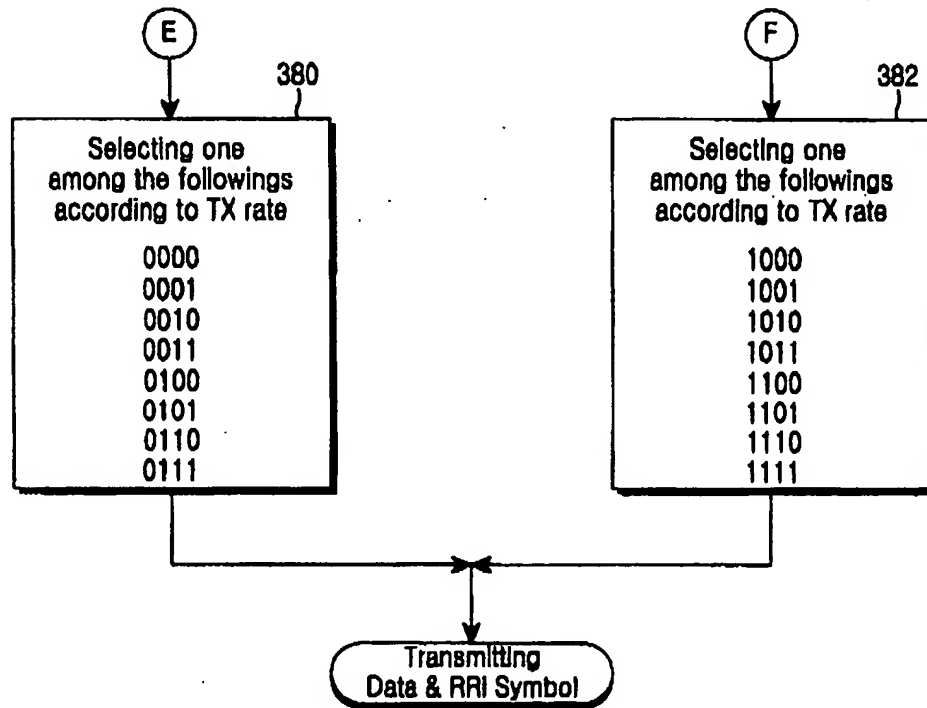 E
380
Selecting one
among the followings
according to TX rate
0000
0001
0010
0011
0100
0101
0110
0111
F
382
Selecting one
among the followings
according to TX rate
1000
1001
1010
1011
1100
1101
1110
1111
Transmitting
Data & RRI Symbol